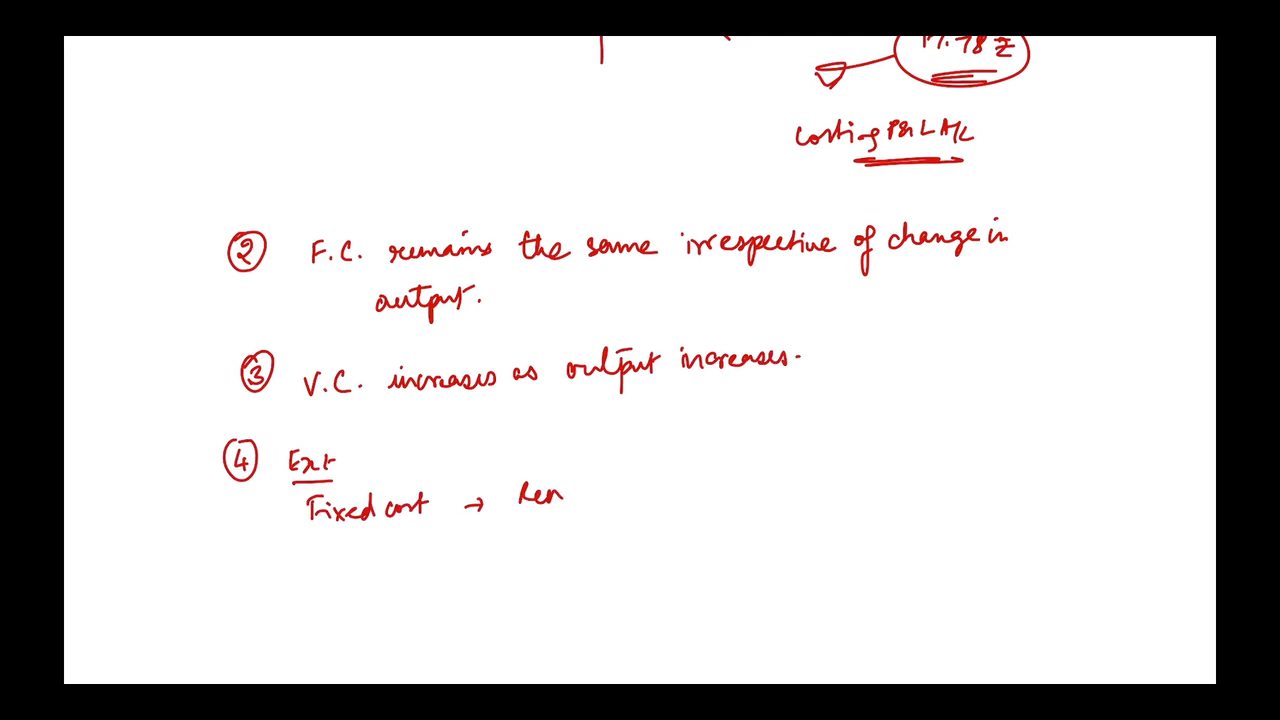 Costing P&L A/C
② F.C. remains the same irrespective of change in
output.
③ V.C. increases as output increases.
④ Ext
Fixed cost → Ren